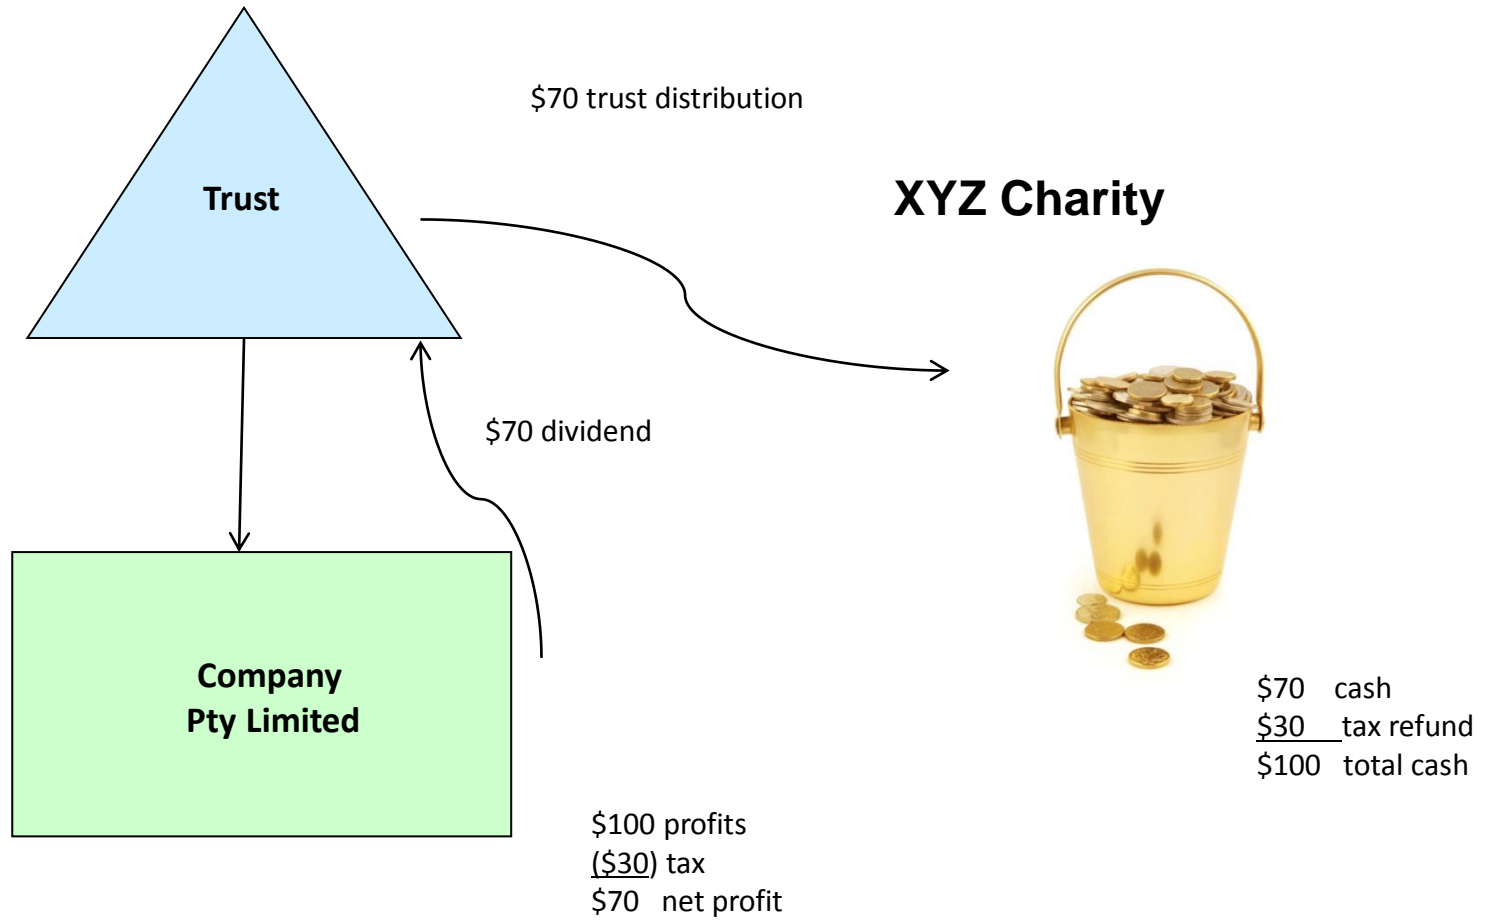 $70 trust distribution
Trust
XYZ Charity
$70 dividend
Company
Pty Limited
$70 cash
$30 tax refund
$100 total cash
$100 profits
($30) tax
$70 net profit